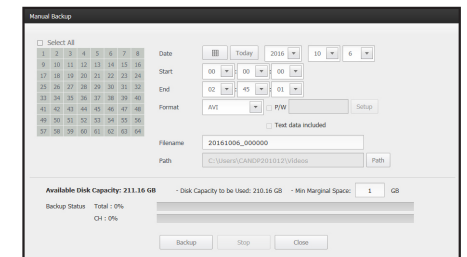 Manual Backup
Select All
1 2 3 4 5 6 7 8
9 10 11 12 13 14 15 16
17 18 19 20 21 22 23 24
25 26 27 28 29 30 31 32
33 34 35 36 37 38 39 40
41 42 43 44 45 46 47 48
49 50 51 52 53 54 55 56
57 58 59 60 61 62 63 64
Date Today 2016 10 6
Start 00 : 00 : 00
End 02 : 45 : 01
Format AVI P/W Setup
Text data included
Filename 20161006_000000
Path C:\Users\CANDP201012\Videos Path
Available Disk Capacity: 211.16 GB - Disk Capacity to be Used: 210.16 GB - Min Marginal Space: 1 GB
Backup Status Total : 0%
CH : 0%
Backup Stop Close